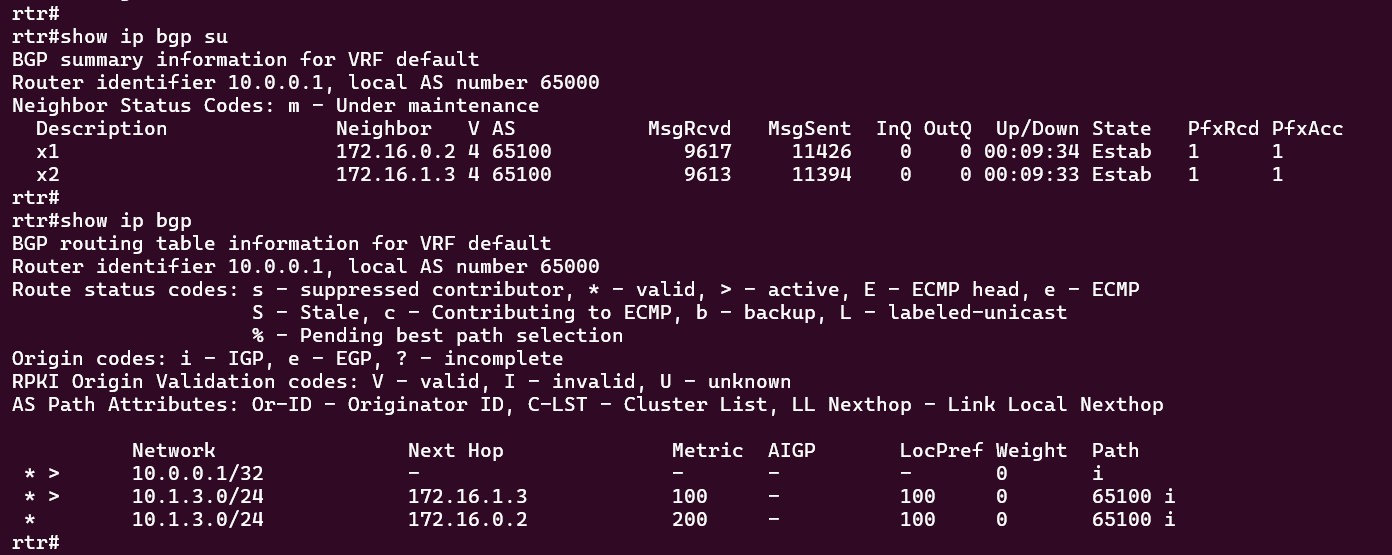 rtr#
rtr#show ip bgp su
BGP summary information for VRF default
Router identifier 10.0.0.1, local AS number 65000
Neighbor Status Codes: m - Under maintenance
  Description              Neighbor   V AS           MsgRcvd   MsgSent  InQ OutQ  Up/Down State   PfxRcd PfxAcc
  x1                       172.16.0.2 4 65100           9617     11426    0    0 00:09:34 Estab   1      1
  x2                       172.16.1.3 4 65100           9613     11394    0    0 00:09:33 Estab   1      1
rtr#
rtr#show ip bgp
BGP routing table information for VRF default
Router identifier 10.0.0.1, local AS number 65000
Route status codes: s - suppressed contributor, * - valid, > - active, E - ECMP head, e - ECMP
                    S - Stale, c - Contributing to ECMP, b - backup, L - labeled-unicast
                    % - Pending best path selection
Origin codes: i - IGP, e - EGP, ? - incomplete
RPKI Origin Validation codes: V - valid, I - invalid, U - unknown
AS Path Attributes: Or-ID - Originator ID, C-LST - Cluster List, LL Nexthop - Link Local Nexthop

          Network                Next Hop              Metric  AIGP       LocPref Weight  Path
 * >      10.0.0.1/32            -                     -       -          -       0       i
 * >      10.1.3.0/24            172.16.1.3            100     -          100     0       65100 i
 *        10.1.3.0/24            172.16.0.2            200     -          100     0       65100 i
rtr#